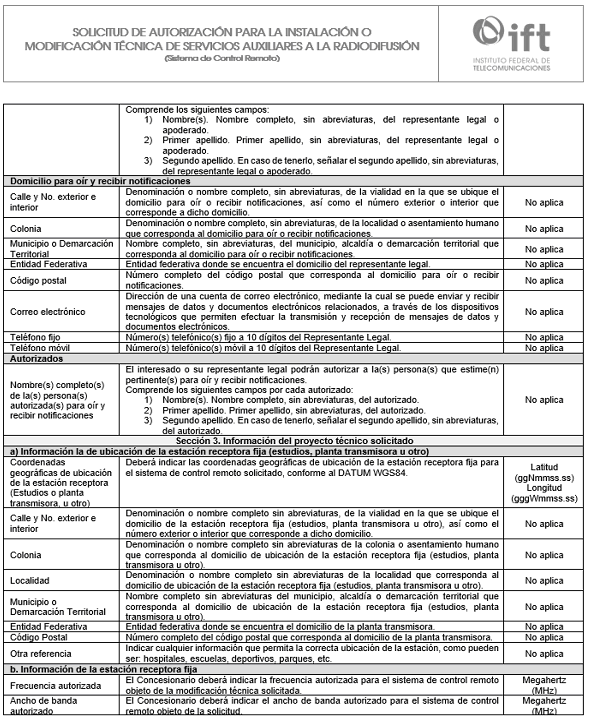 SOLICITUD DE AUTORIZACIÓN PARA LA INSTALACIÓN O
MODIFICACIÓN TÉCNICA DE SERVICIOS AUXILIARES A LA RADIODIFUSIÓN
(Sistema de Control Remoto)
ift
INSTITUTO FEDERAL DE
TELECOMUNICACIONES
Comprende los siguientes campos:
1) Nombre(s). Nombre completo, sin abreviaturas, del representante legal o
apoderado.
2) Primer apellido. Primer apellido, sin abreviaturas, del representante legal o
apoderado.
3) Segundo apellido. En caso de tenerlo, señalar el segundo apellido, sin abreviaturas,
del representante legal o apoderado.
Domicilio para oír y recibir notificaciones
Calle y No. exterior e
interior
Denominación o nombre completo, sin abreviaturas, de la vialidad en la que se ubique el
domicilio para oír o recibir notificaciones, así como el número exterior o interior que
corresponde a dicho domicilio.
No aplica
Colonia
Denominación o nombre completo, sin abreviaturas, de la localidad o asentamiento humano
que corresponda al domicilio para oír o recibir notificaciones.
No aplica
Municipio o Demarcación
Territorial
Nombre completo, sin abreviaturas, del municipio, alcaldía o demarcación territorial que
corresponda al domicilio para oír o recibir notificaciones.
No aplica
Entidad Federativa
Entidad federativa donde se encuentra el domicilio del representante legal.
No aplica
Código postal
Número completo del código postal que corresponda al domicilio para oír o recibir
notificaciones.
No aplica
Correo electrónico
Dirección de una cuenta de correo electrónico, mediante la cual se puede enviar y recibir
mensajes de datos y documentos electrónicos relacionados, a través de los dispositivos
tecnológicos que permiten efectuar la transmisión y recepción de mensajes de datos y
documentos electrónicos.
No aplica
Teléfono fijo
Número(s) telefónico(s) fijo a 10 dígitos del Representante Legal.
No aplica
Teléfono móvil
Número(s) telefónico(s) móvil a 10 dígitos del Representante Legal.
No aplica
Autorizados
Nombre(s) completo(s)
de la(s) persona(s)
autorizada(s) para oír y
recibir notificaciones
El interesado o su representante legal podrán autorizar a la(s) persona(s) que estime(n)
pertinente(s) para oír y recibir notificaciones.
Comprende los siguientes campos por cada autorizado:
1) Nombre(s). Nombre completo, sin abreviaturas, del autorizado.
2) Primer apellido. Primer apellido, sin abreviaturas, del autorizado.
3) Segundo apellido. En caso de tenerlo, señalar el segundo apellido, sin abreviaturas,
del autorizado.
No aplica
Sección 3. Información del proyecto técnico solicitado
a) Información la de ubicación de la estación receptora fija (estudios, planta transmisora u otro)
Coordenadas
geográficas de ubicación
de la estación receptora
(Estudios o planta
transmisora, u otro)
Deberá indicar las coordenadas geográficas de ubicación de la estación receptora fija para
el sistema de control remoto solicitado, conforme al DATUM WGS84.
Latitud
(ggNmmss.ss)
Longitud
(gggWmmss.ss)
Calle y No. exterior e
interior
Denominación o nombre completo, sin abreviaturas, de la vialidad en la que se ubique el
domicilio de la estación receptora fija (estudios, planta transmisora u otro), así como el
número exterior o interior que corresponde a dicho domicilio.
No aplica
Colonia
Denominación o nombre completo sin abreviaturas de la colonia o asentamiento humano
que corresponda al domicilio de ubicación de la estación receptora fija (estudios, planta
transmisora u otro).
No aplica
Localidad
Denominación o nombre completo sin abreviaturas de la localidad que corresponda al
domicilio de ubicación de la estación receptora fija (estudios, planta transmisora u otro).
No aplica
Municipio o
Demarcación Territorial
Nombre completo sin abreviaturas del municipio, alcaldía o demarcación territorial que
corresponda al domicilio de ubicación de la estación receptora fija (estudios, planta
transmisora u otro).
No aplica
Entidad Federativa
Entidad federativa donde se encuentra el domicilio de la planta transmisora.
No aplica
Código Postal
Número completo del código postal que corresponda al domicilio de la planta transmisora.
No aplica
Otra referencia
Indicar cualquier información que permita la correcta ubicación de la estación, como pueden
ser: hospitales, escuelas, deportivos, parques, etc.
No aplica
b. Información de la estación receptora fija
Frecuencia autorizada
El Concesionario deberá indicar la frecuencia autorizada para el sistema de control remoto
objeto de la modificación técnica solicitada.
Megahertz
(MHz)
Ancho de banda
autorizado
El Concesionario deberá indicar el ancho de banda autorizado para el sistema de control
remoto objeto de la solicitud.
Megahertz
(MHz)